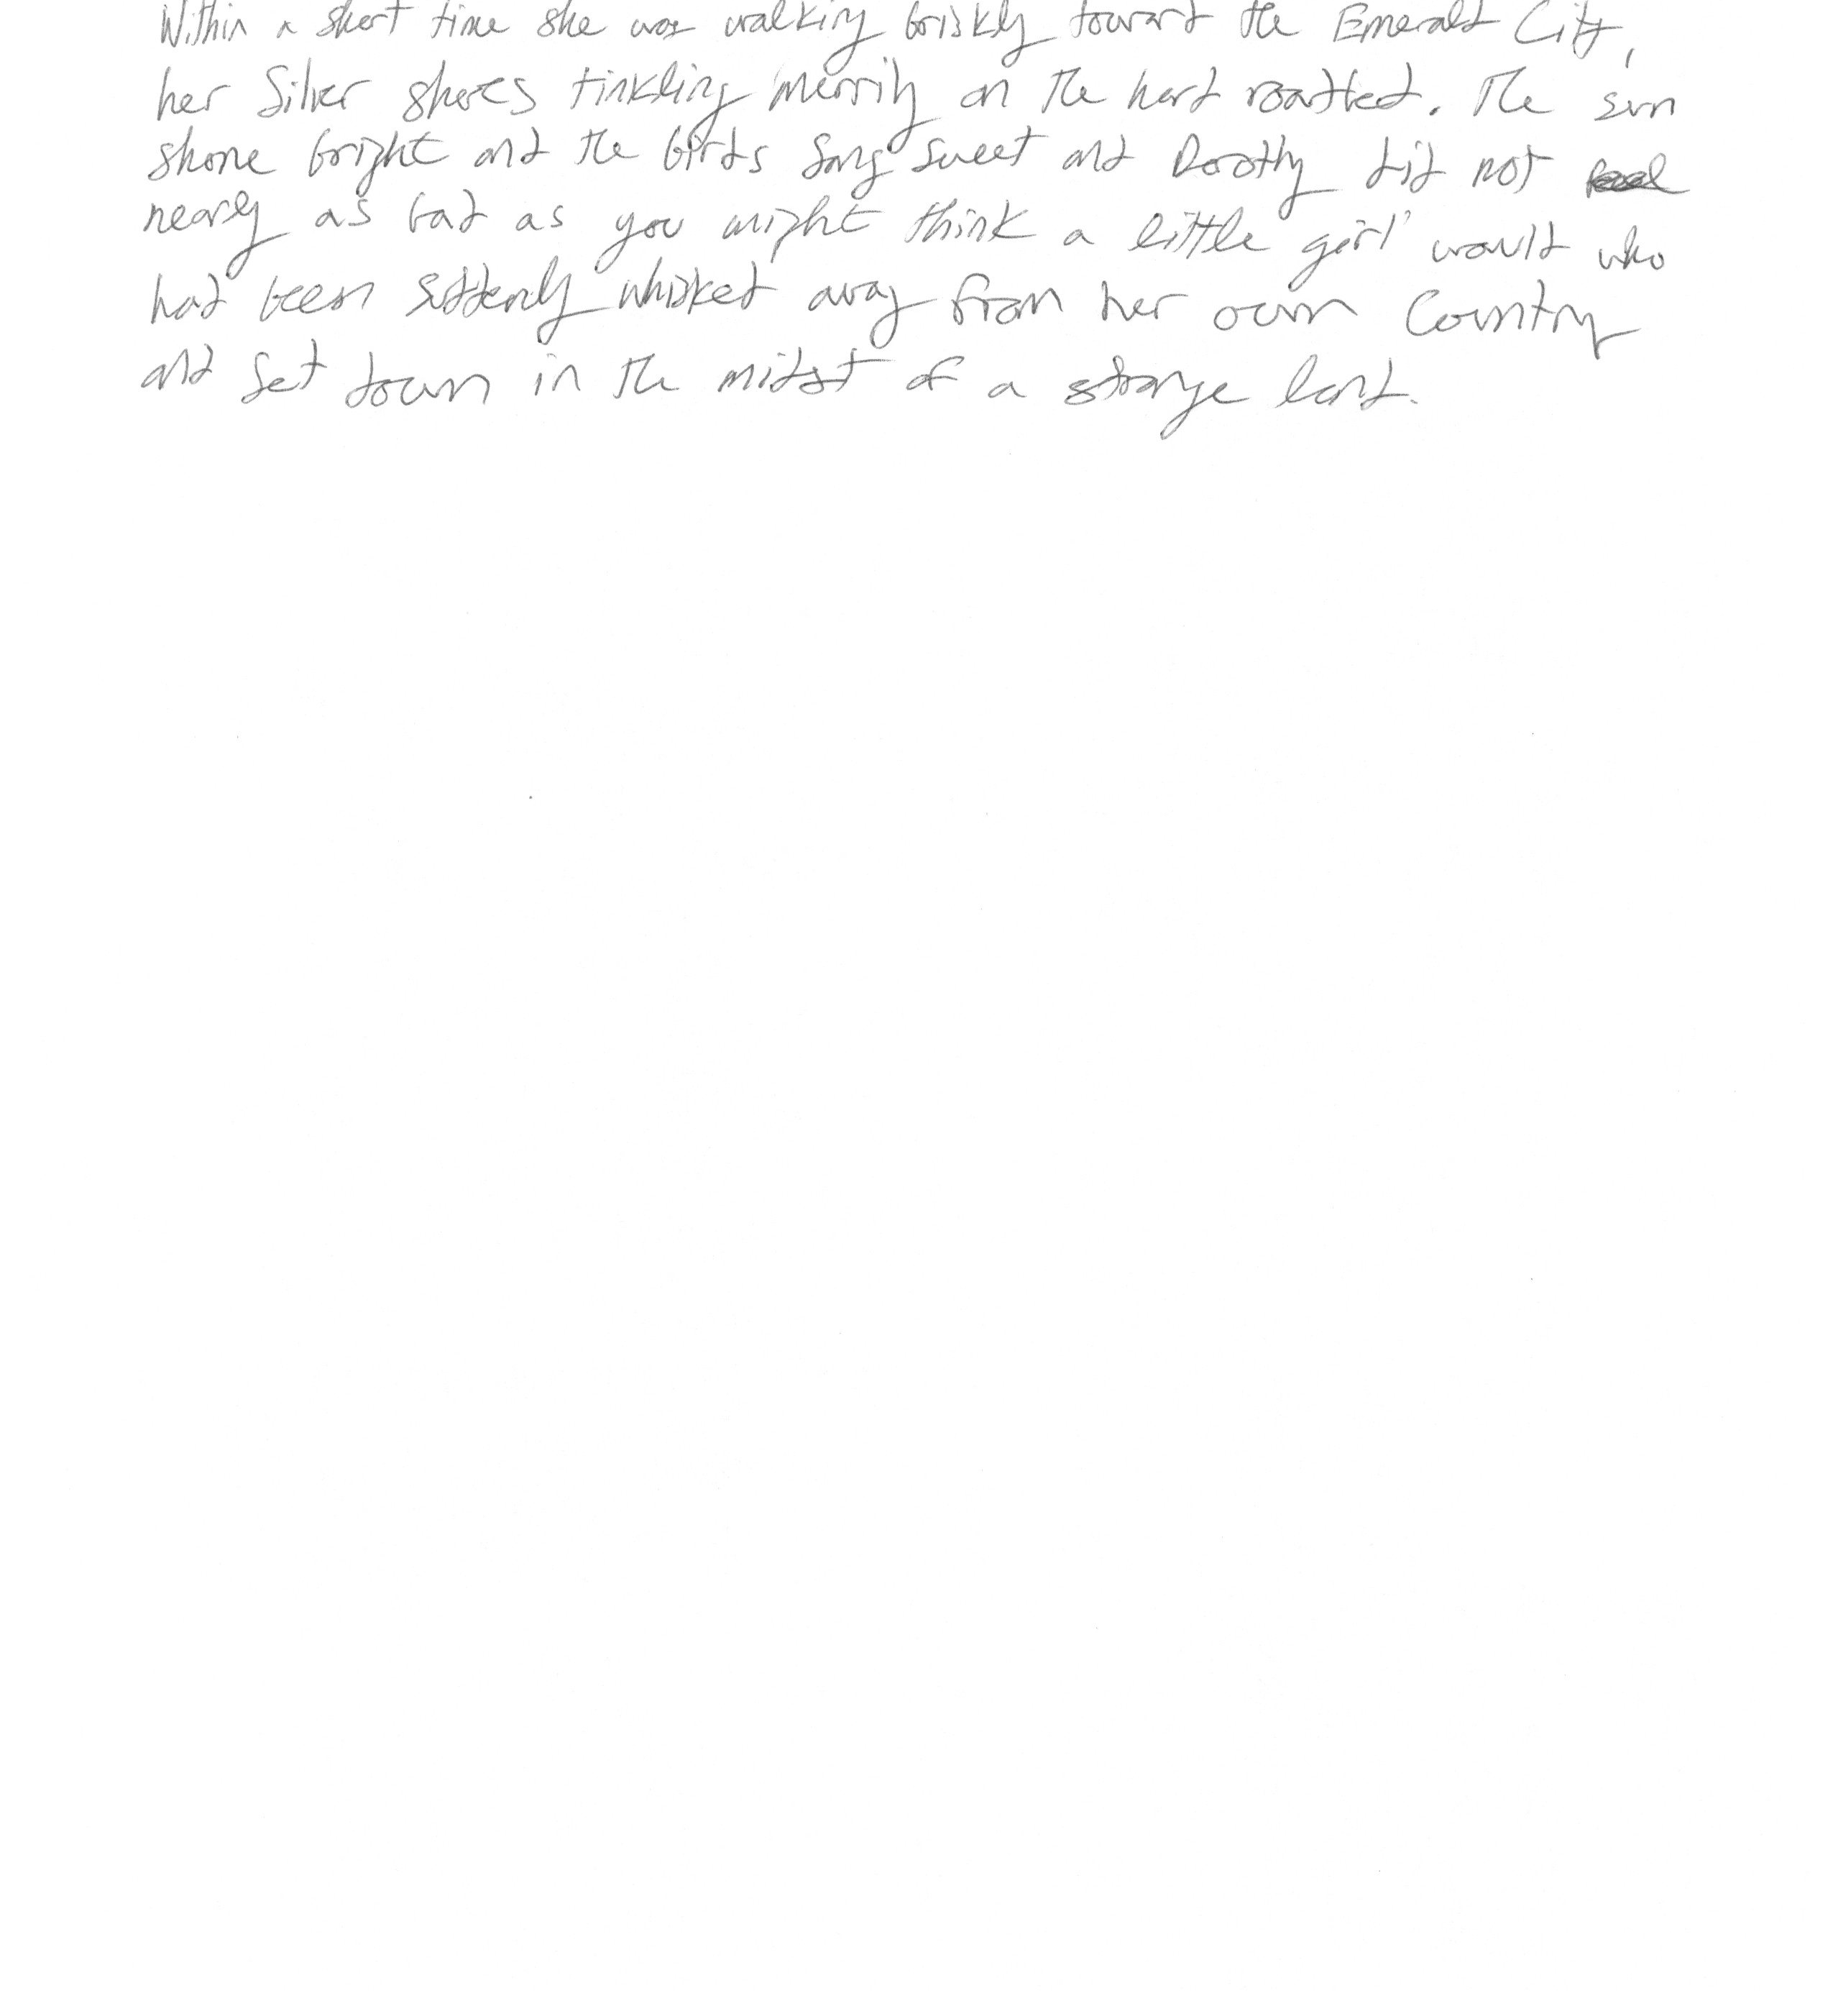 Within a short time she was walking briskly toward the Emerald City,
her Silver shoes tinkling merrily on the hard roadbed. The sun
shone bright and the birds sang sweet and Dorothy did not feel
nearly as bad as you might think a little girl would who
had been suddenly whisked away from her own Country
and set down in the midst of a strange land.